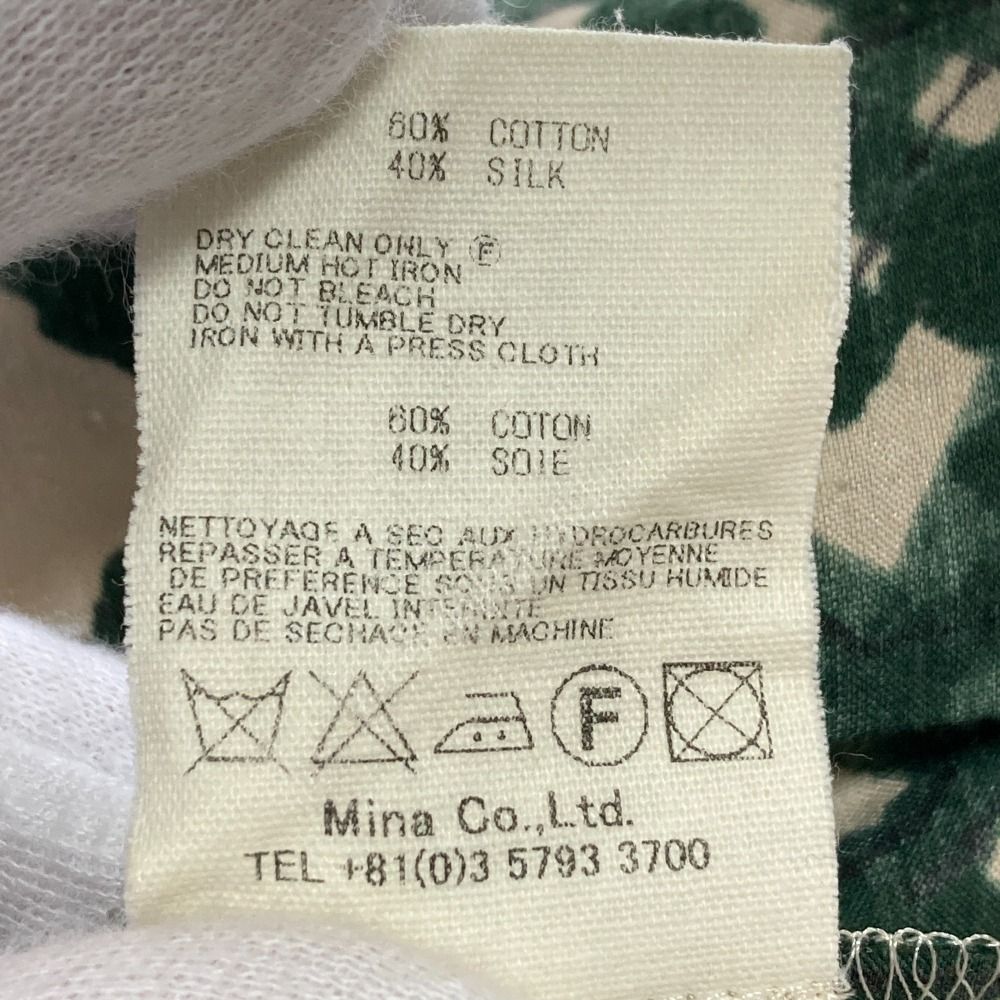 60% COTTON
40% SILK
DRY CLEAN ONLY Ⓕ
MEDIUM HOT IRON
DO NOT BLEACH
DO NOT TUMBLE DRY
IRON WITH A PRESS CLOTH
60% COTON
40% SOIE
NETTOYAGE A SEC AUX HYDROCARBURES
REPASSER A TEMPERATURE MOYENNE
DE PREFERENCE SOUS UN TISSU HUMIDE
EAU DE JAVEL INTERDITE
PAS DE SECHAGE EN MACHINE
F
Mina Co.,Ltd.
TEL +81(0)3 5793 3700